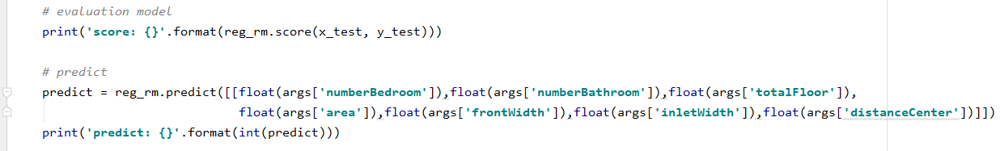 # evaluation model
print('score: {}'.format(reg_rm.score(x_test, y_test)))
# predict
predict = reg_rm.predict([[float(args['numberBedroom']),float(args['numberBathroom']),float(args['totalFloor']),
float(args['area']),float(args['frontWidth']),float(args['inletWidth']),float(args['distanceCenter'])]])
print('predict: {}'.format(int(predict)))